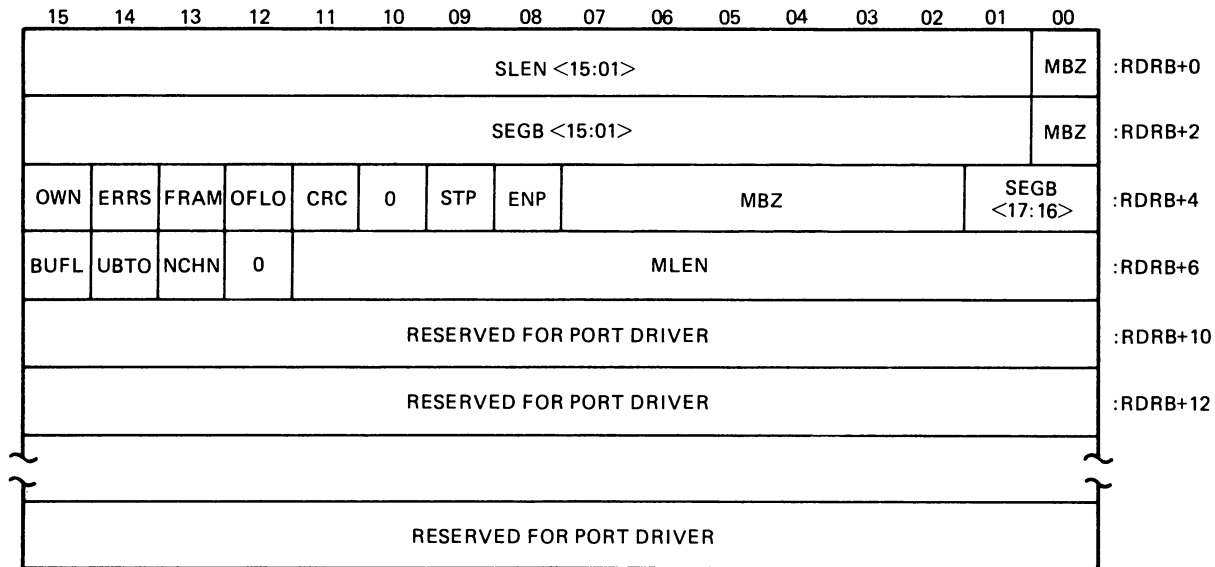 15 14 13 12 11 10 09 08 07 06 05 04 03 02 01 00
SLEN <15:01> MBZ :RDRB+0
SEGB <15:01> MBZ :RDRB+2
OWN ERRS FRAM OFLO CRC 0 STP ENP MBZ SEGB <17:16> :RDRB+4
BUFL UBTO NCHN 0 MLEN :RDRB+6
RESERVED FOR PORT DRIVER :RDRB+10
RESERVED FOR PORT DRIVER :RDRB+12
RESERVED FOR PORT DRIVER